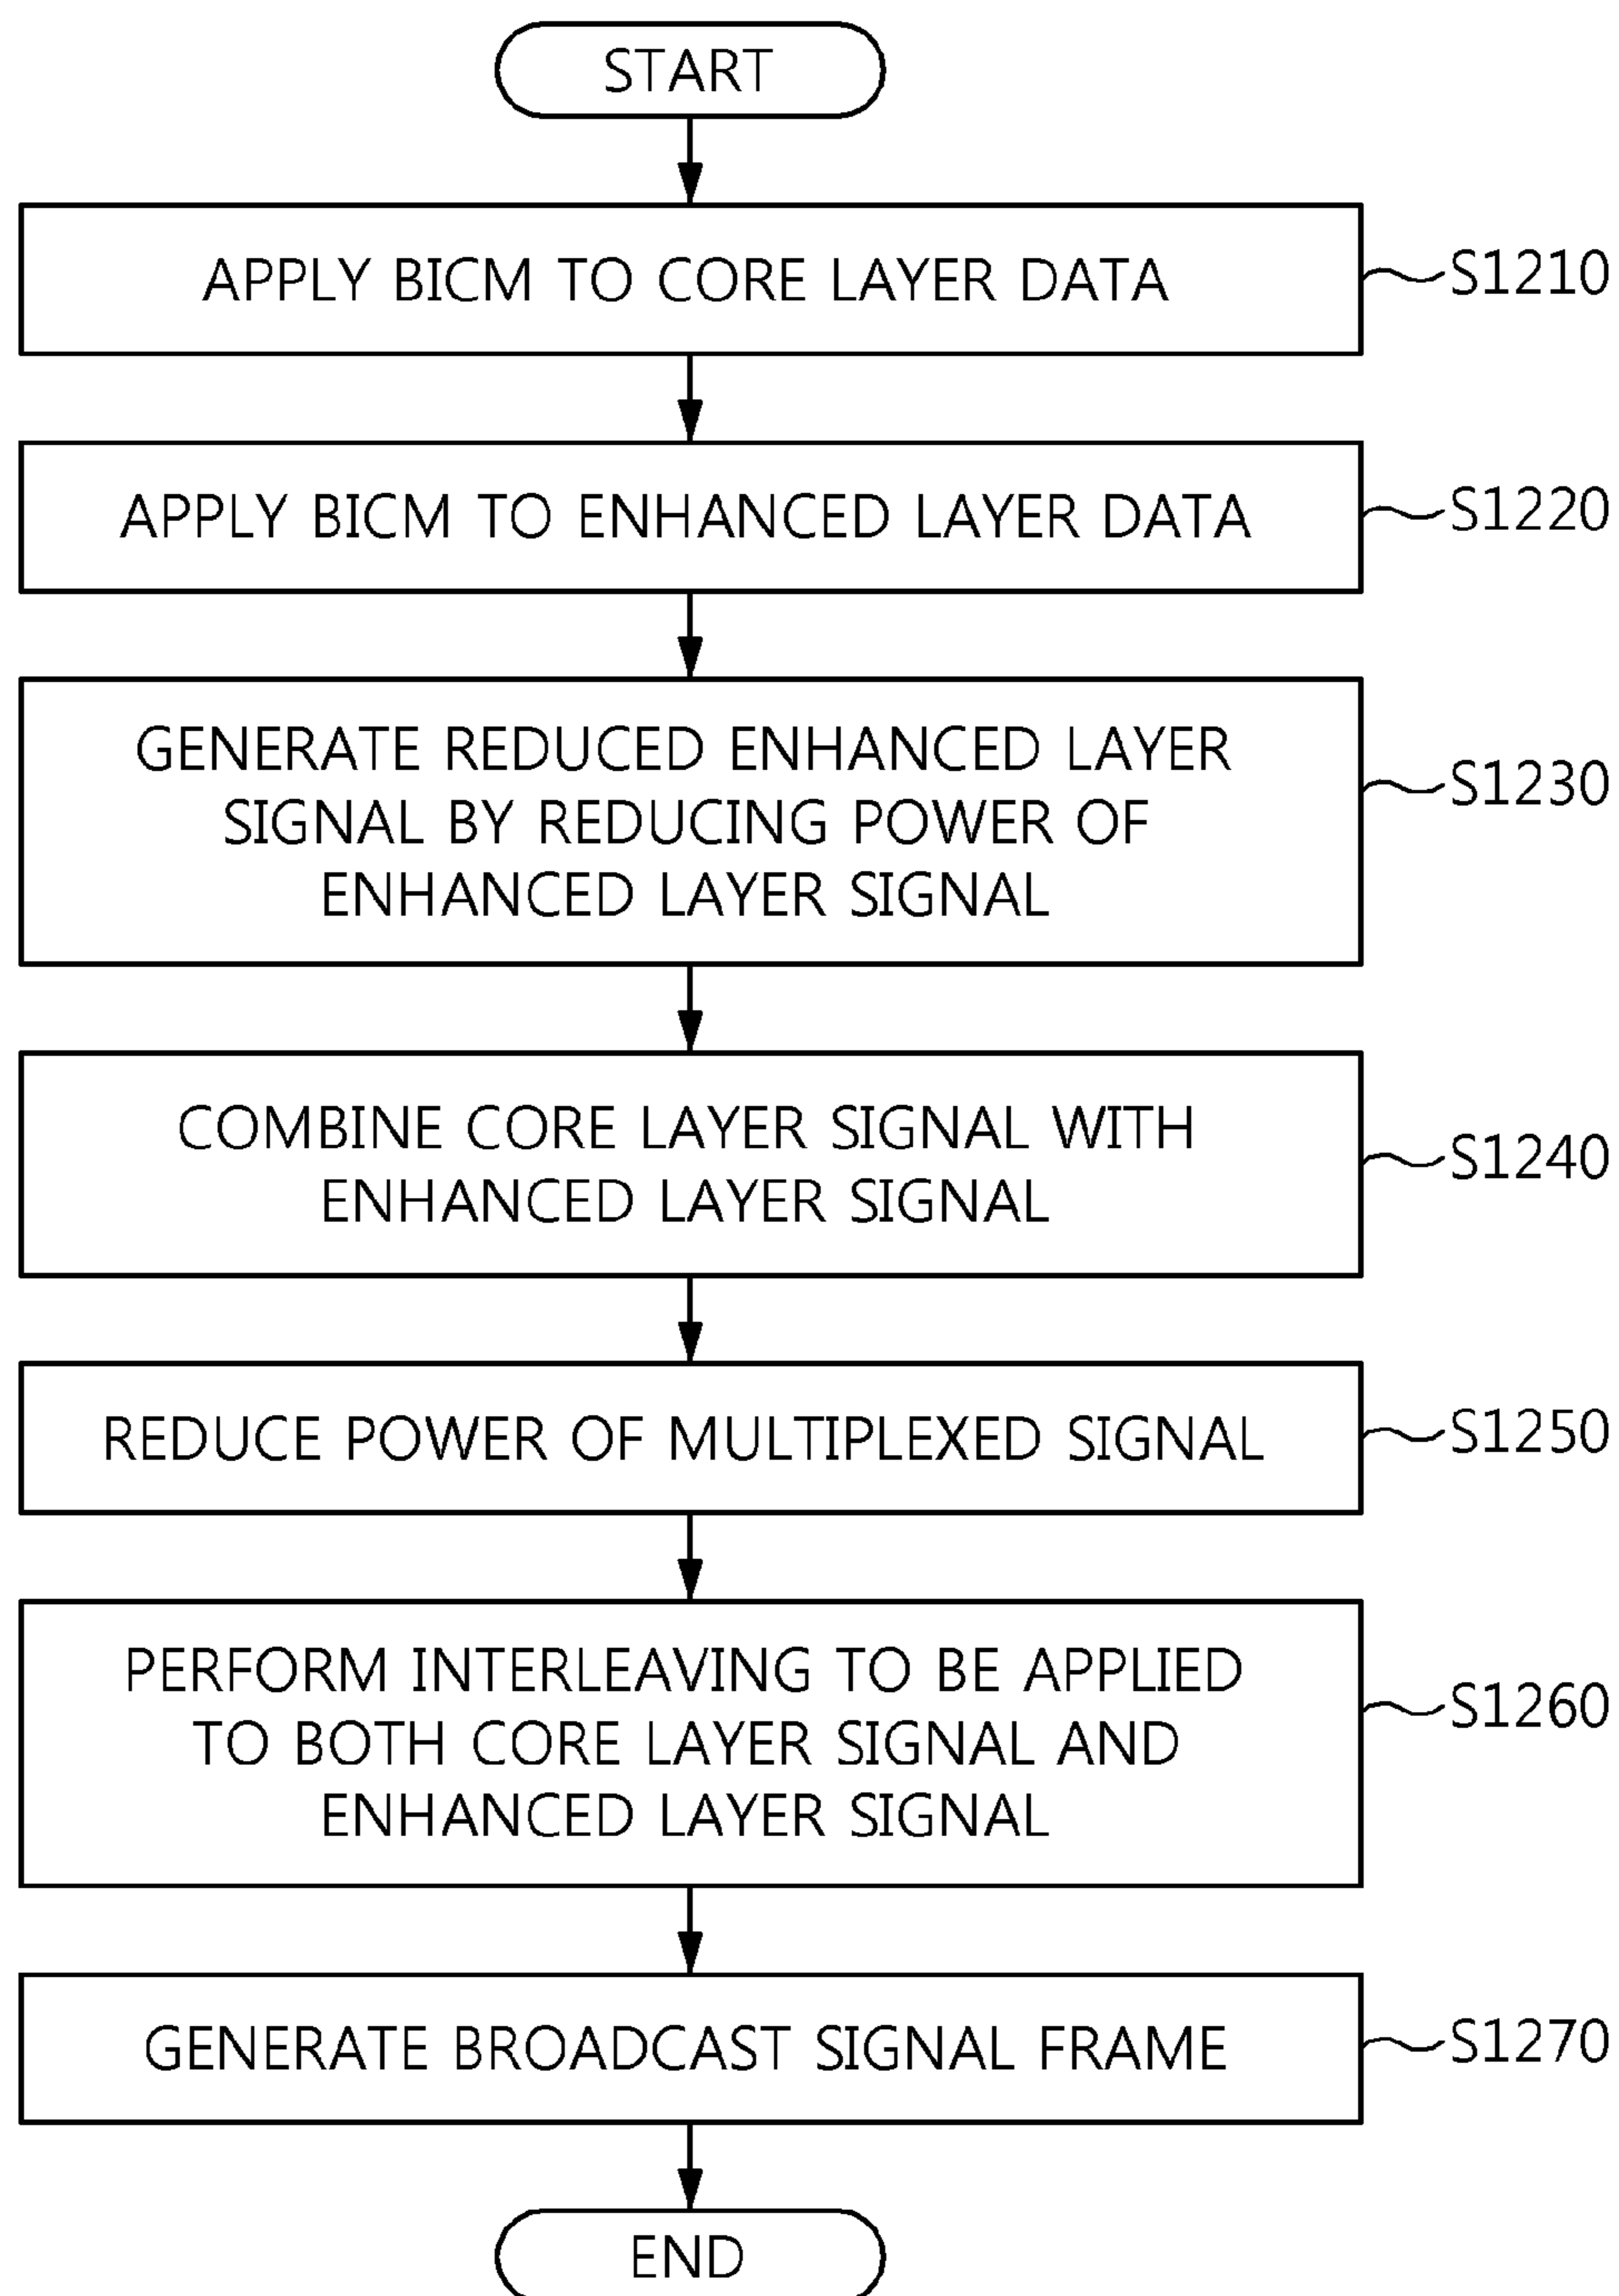 START
APPLY BICM TO CORE LAYER DATA
S1210
APPLY BICM TO ENHANCED LAYER DATA
S1220
GENERATE REDUCED ENHANCED LAYER
SIGNAL BY REDUCING POWER OF
ENHANCED LAYER SIGNAL
S1230
COMBINE CORE LAYER SIGNAL WITH
ENHANCED LAYER SIGNAL
S1240
REDUCE POWER OF MULTIPLEXED SIGNAL
S1250
PERFORM INTERLEAVING TO BE APPLIED
TO BOTH CORE LAYER SIGNAL AND
ENHANCED LAYER SIGNAL
S1260
GENERATE BROADCAST SIGNAL FRAME
S1270
END